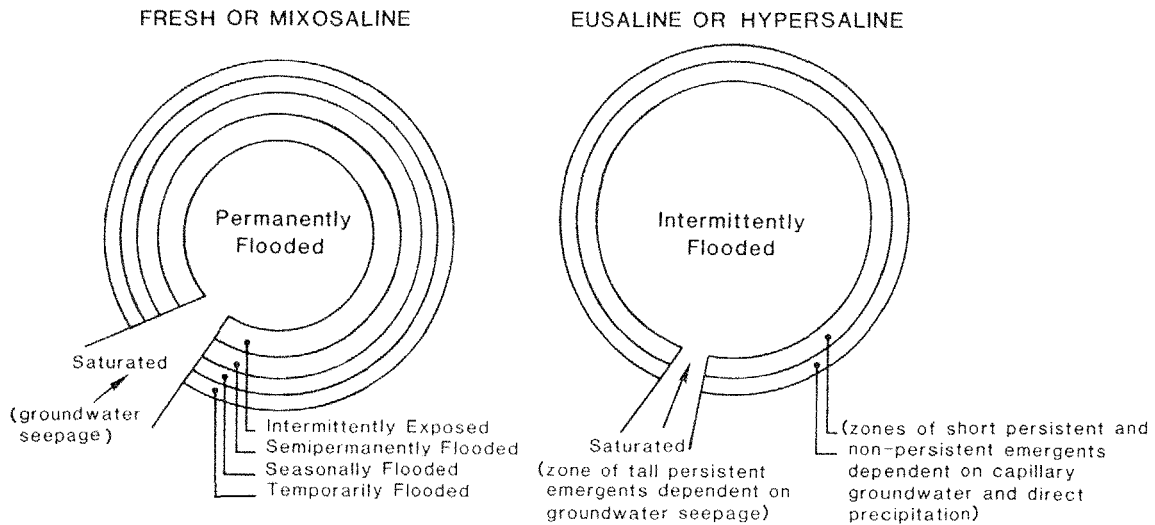 FRESH OR MIXOSALINE
Permanently
Flooded
Saturated
(groundwater
seepage)
Intermittently Exposed
Semipermanently Flooded
Seasonally Flooded
Temporarily Flooded
EUSALINE OR HYPERSALINE
Intermittently
Flooded
Saturated
(zone of tall persistent
emergents dependent on
groundwater seepage)
(zones of short persistent and
non-persistent emergents
dependent on capillary
groundwater and direct
precipitation)